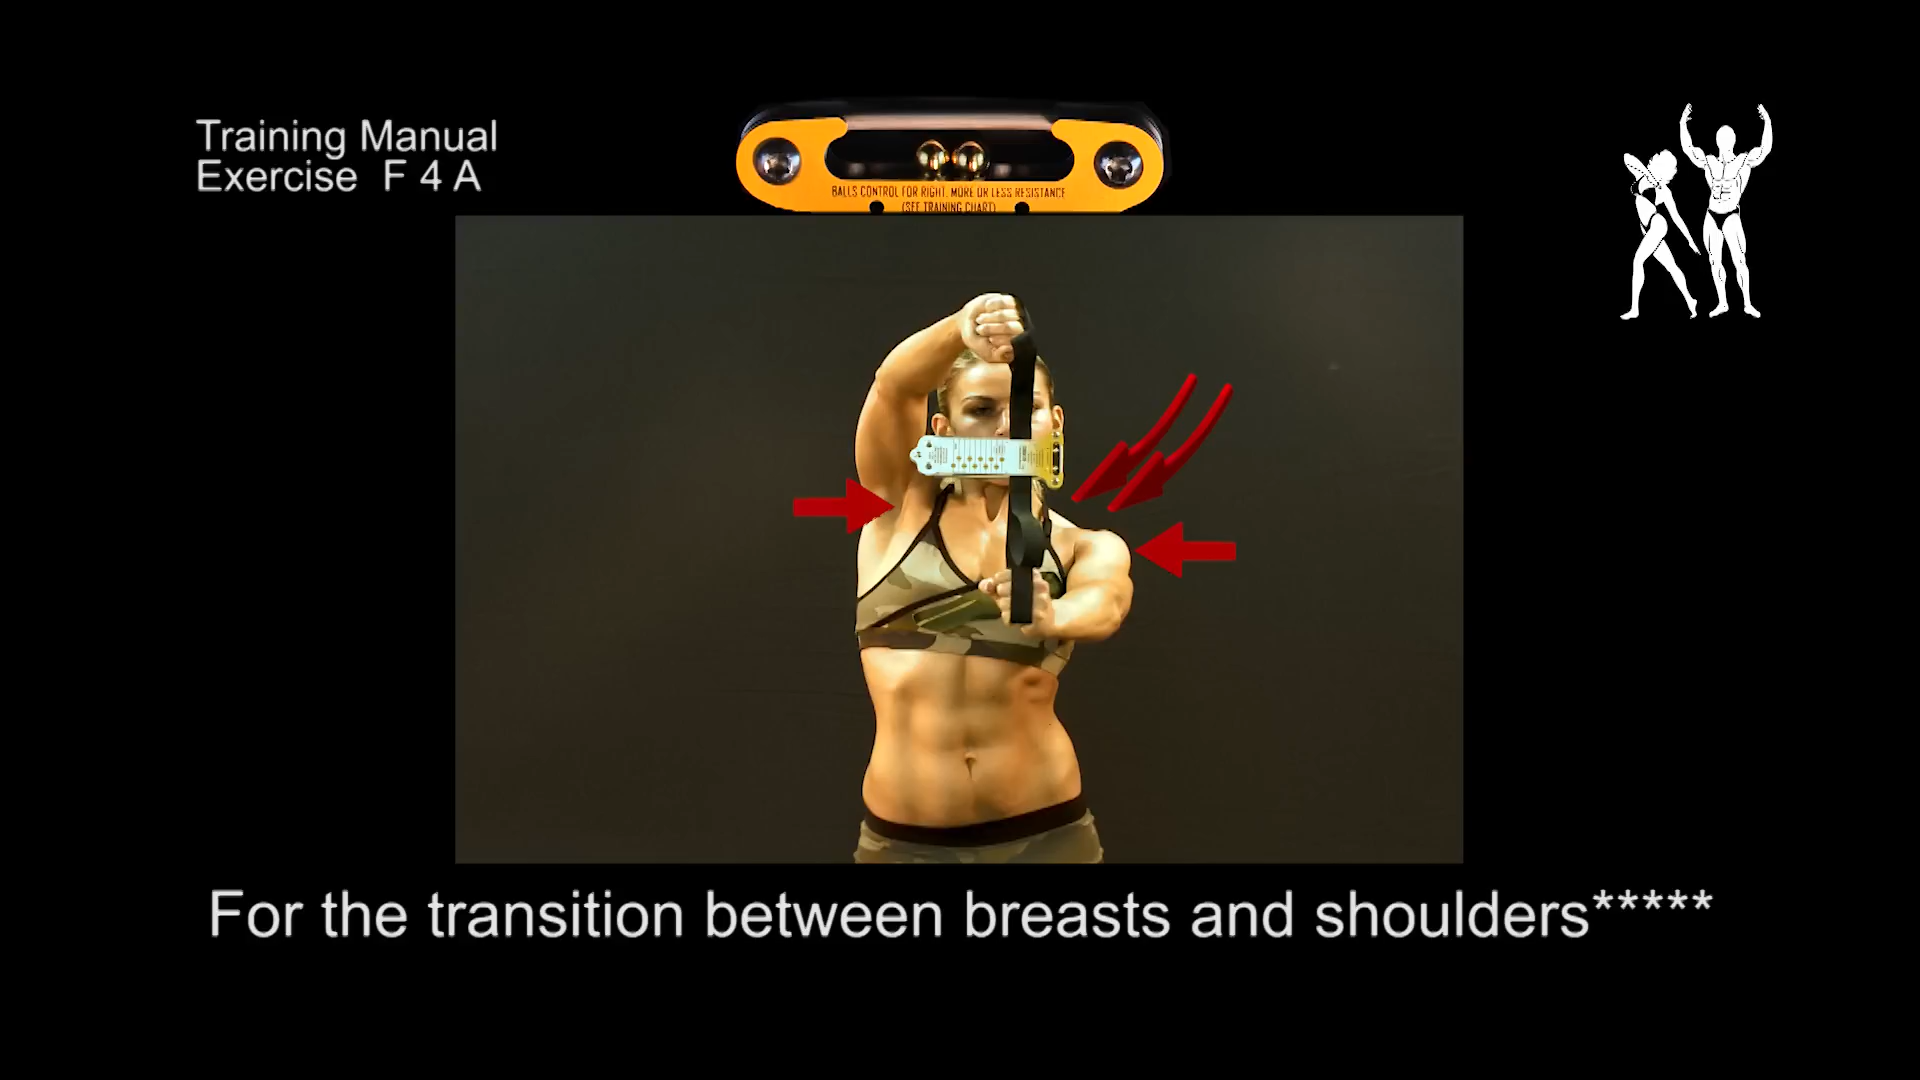 Training Manual
Exercise F 4 A
BALLS CONTROL FOR RIGHT, MORE OR LESS RESISTANCE
(SEE TRAINING CHART)
For the transition between breasts and shoulders*****